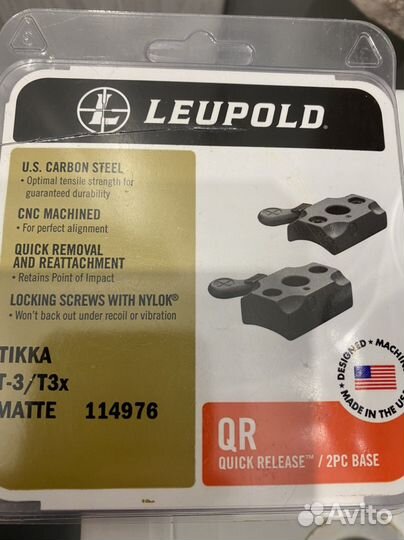 LEUPOLD®
U.S. CARBON STEEL
• Optimal tensile strength for
guaranteed durability
CNC MACHINED
• For perfect alignment
QUICK REMOVAL
AND REATTACHMENT
• Retains Point of Impact
LOCKING SCREWS WITH NYLOK®
• Won't back out under recoil or vibration
TIKKA
T-3/T3x
MATTE 114976
DESIGNED • MACHINED
MADE IN THE USA
QR
QUICK RELEASE™ / 2PC BASE
Avito